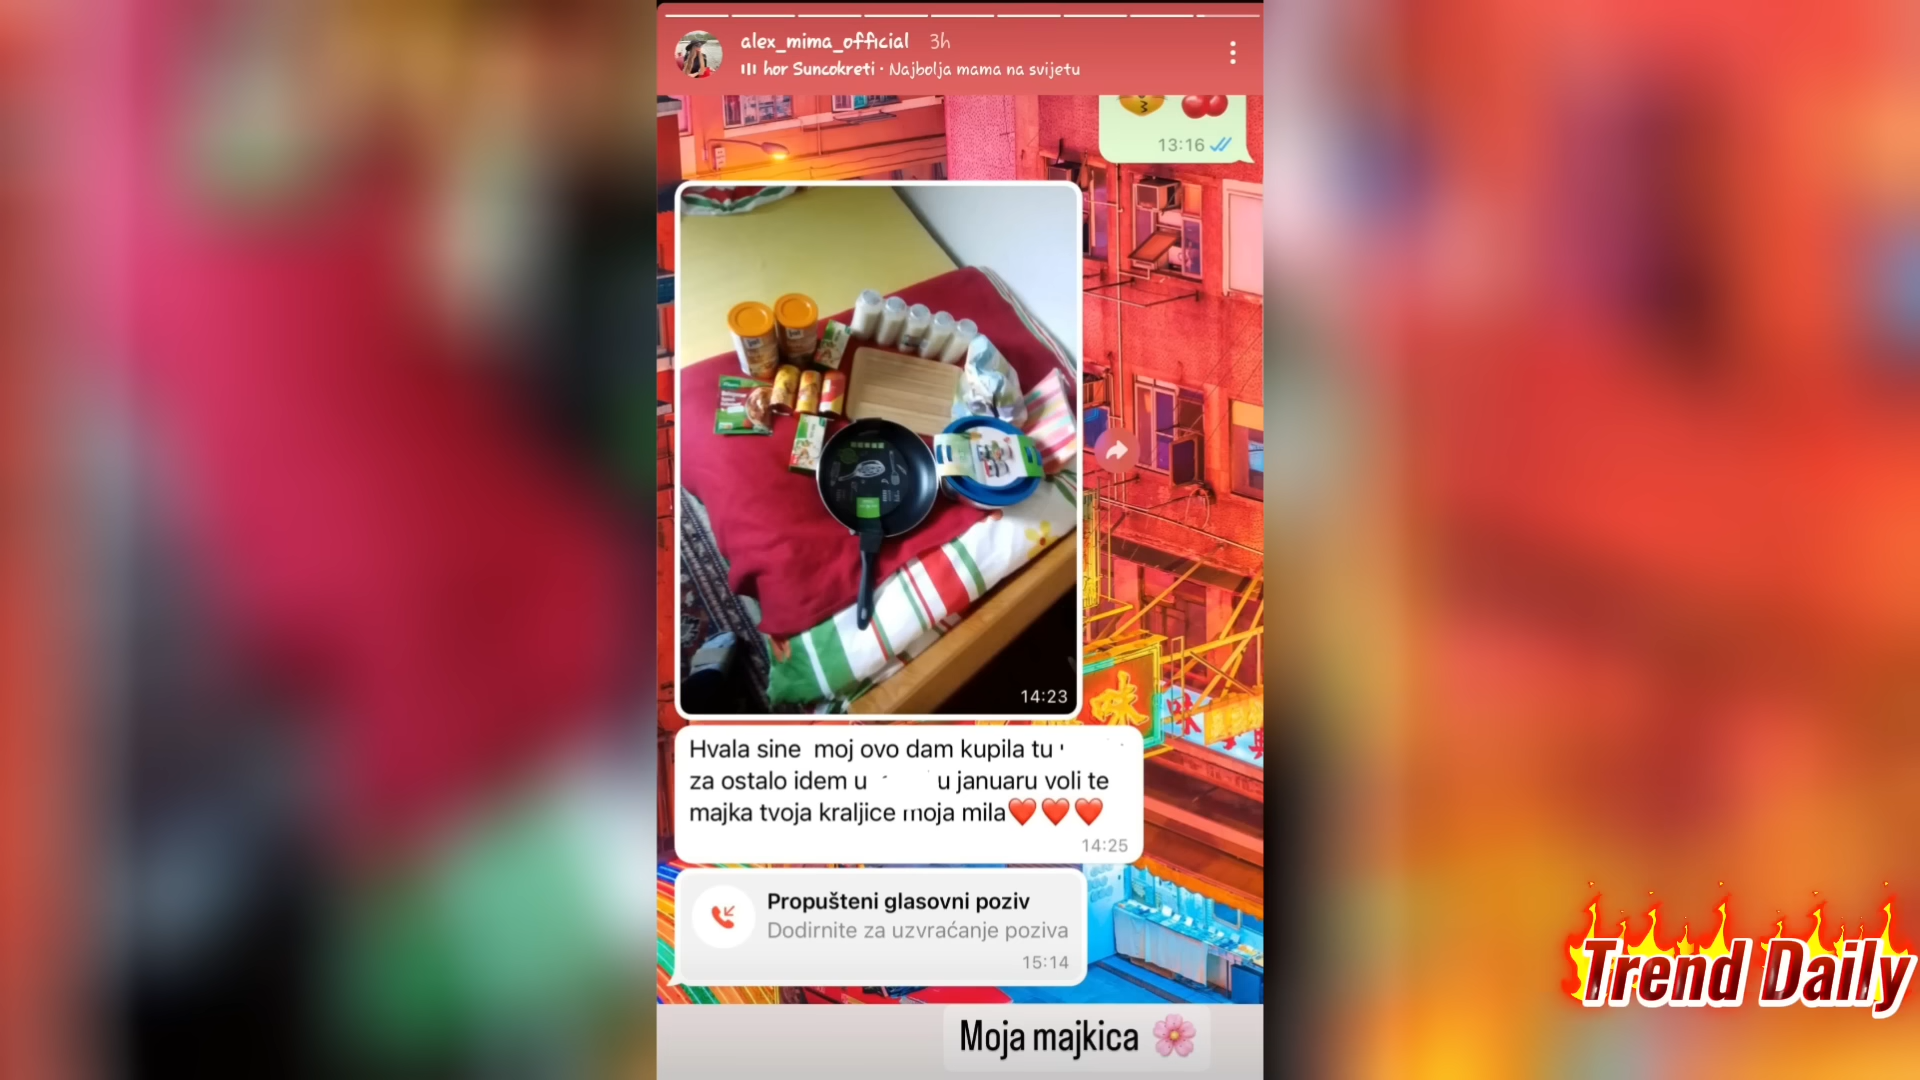 alex_mima_official 3h
hor Suncokreti · Najbolja mama na svijetu
13:16
味
味
14:23
Hvala sine moj ovo dam kupila tu
za ostalo idem u u januaru voli te
majka tvoja kraljice moja mila❤️❤️❤️
14:25
Propušteni glasovni poziv
Dodirnite za uzvraćanje poziva
15:14
Moja majkica 🌸
Trend Daily